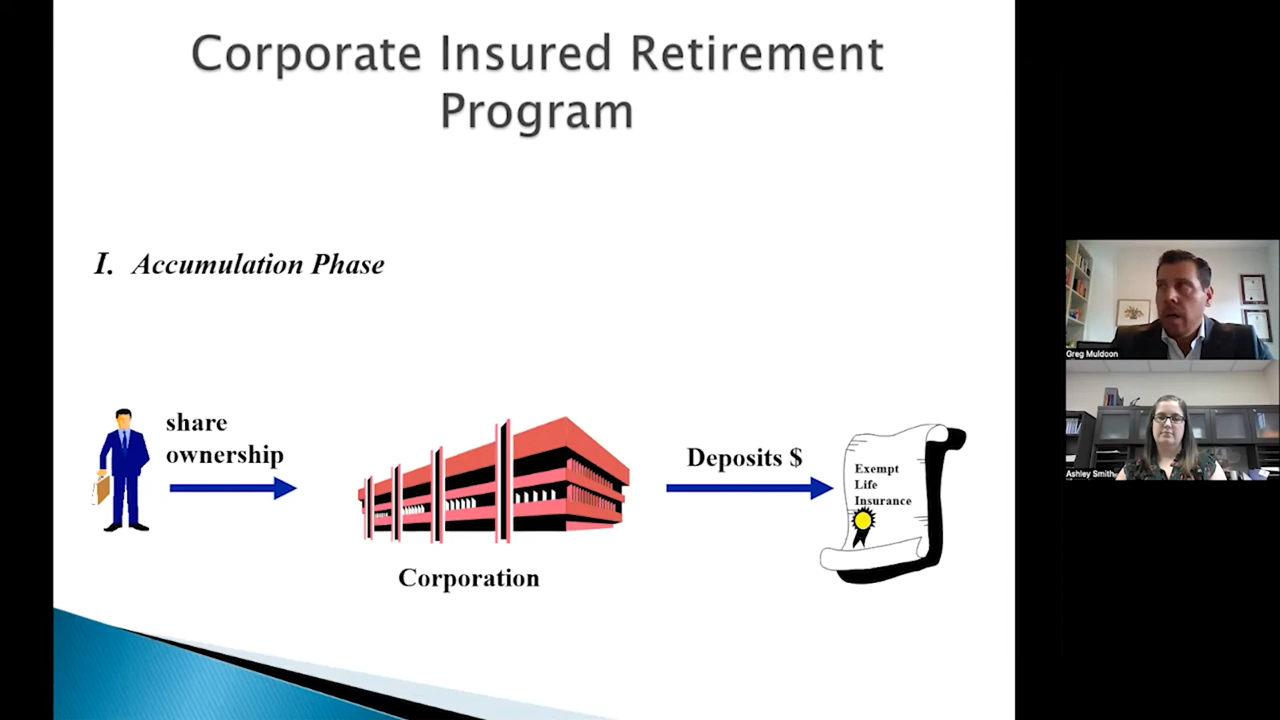 Corporate Insured Retirement
Program
I. Accumulation Phase
share
ownership
Deposits $
Exempt
Life
Insurance
Corporation
Greg Muldoon
Ashley Smith